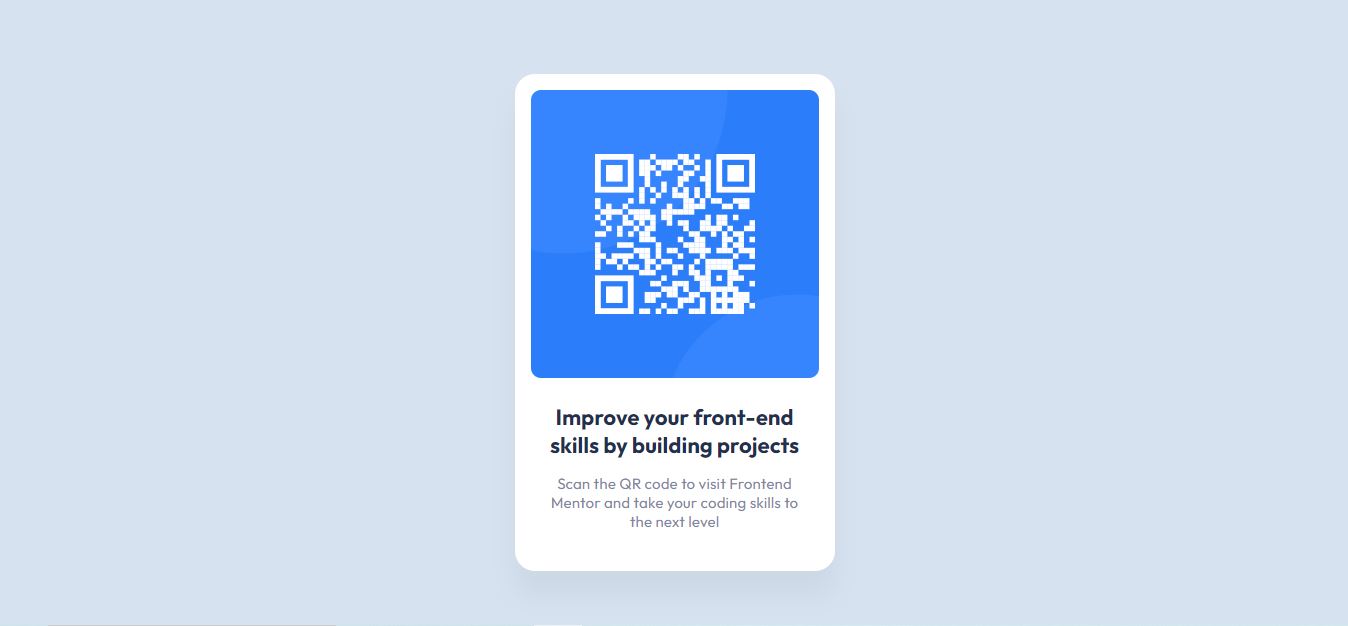 Improve your front-end
skills by building projects
Scan the QR code to visit Frontend
Mentor and take your coding skills to
the next level